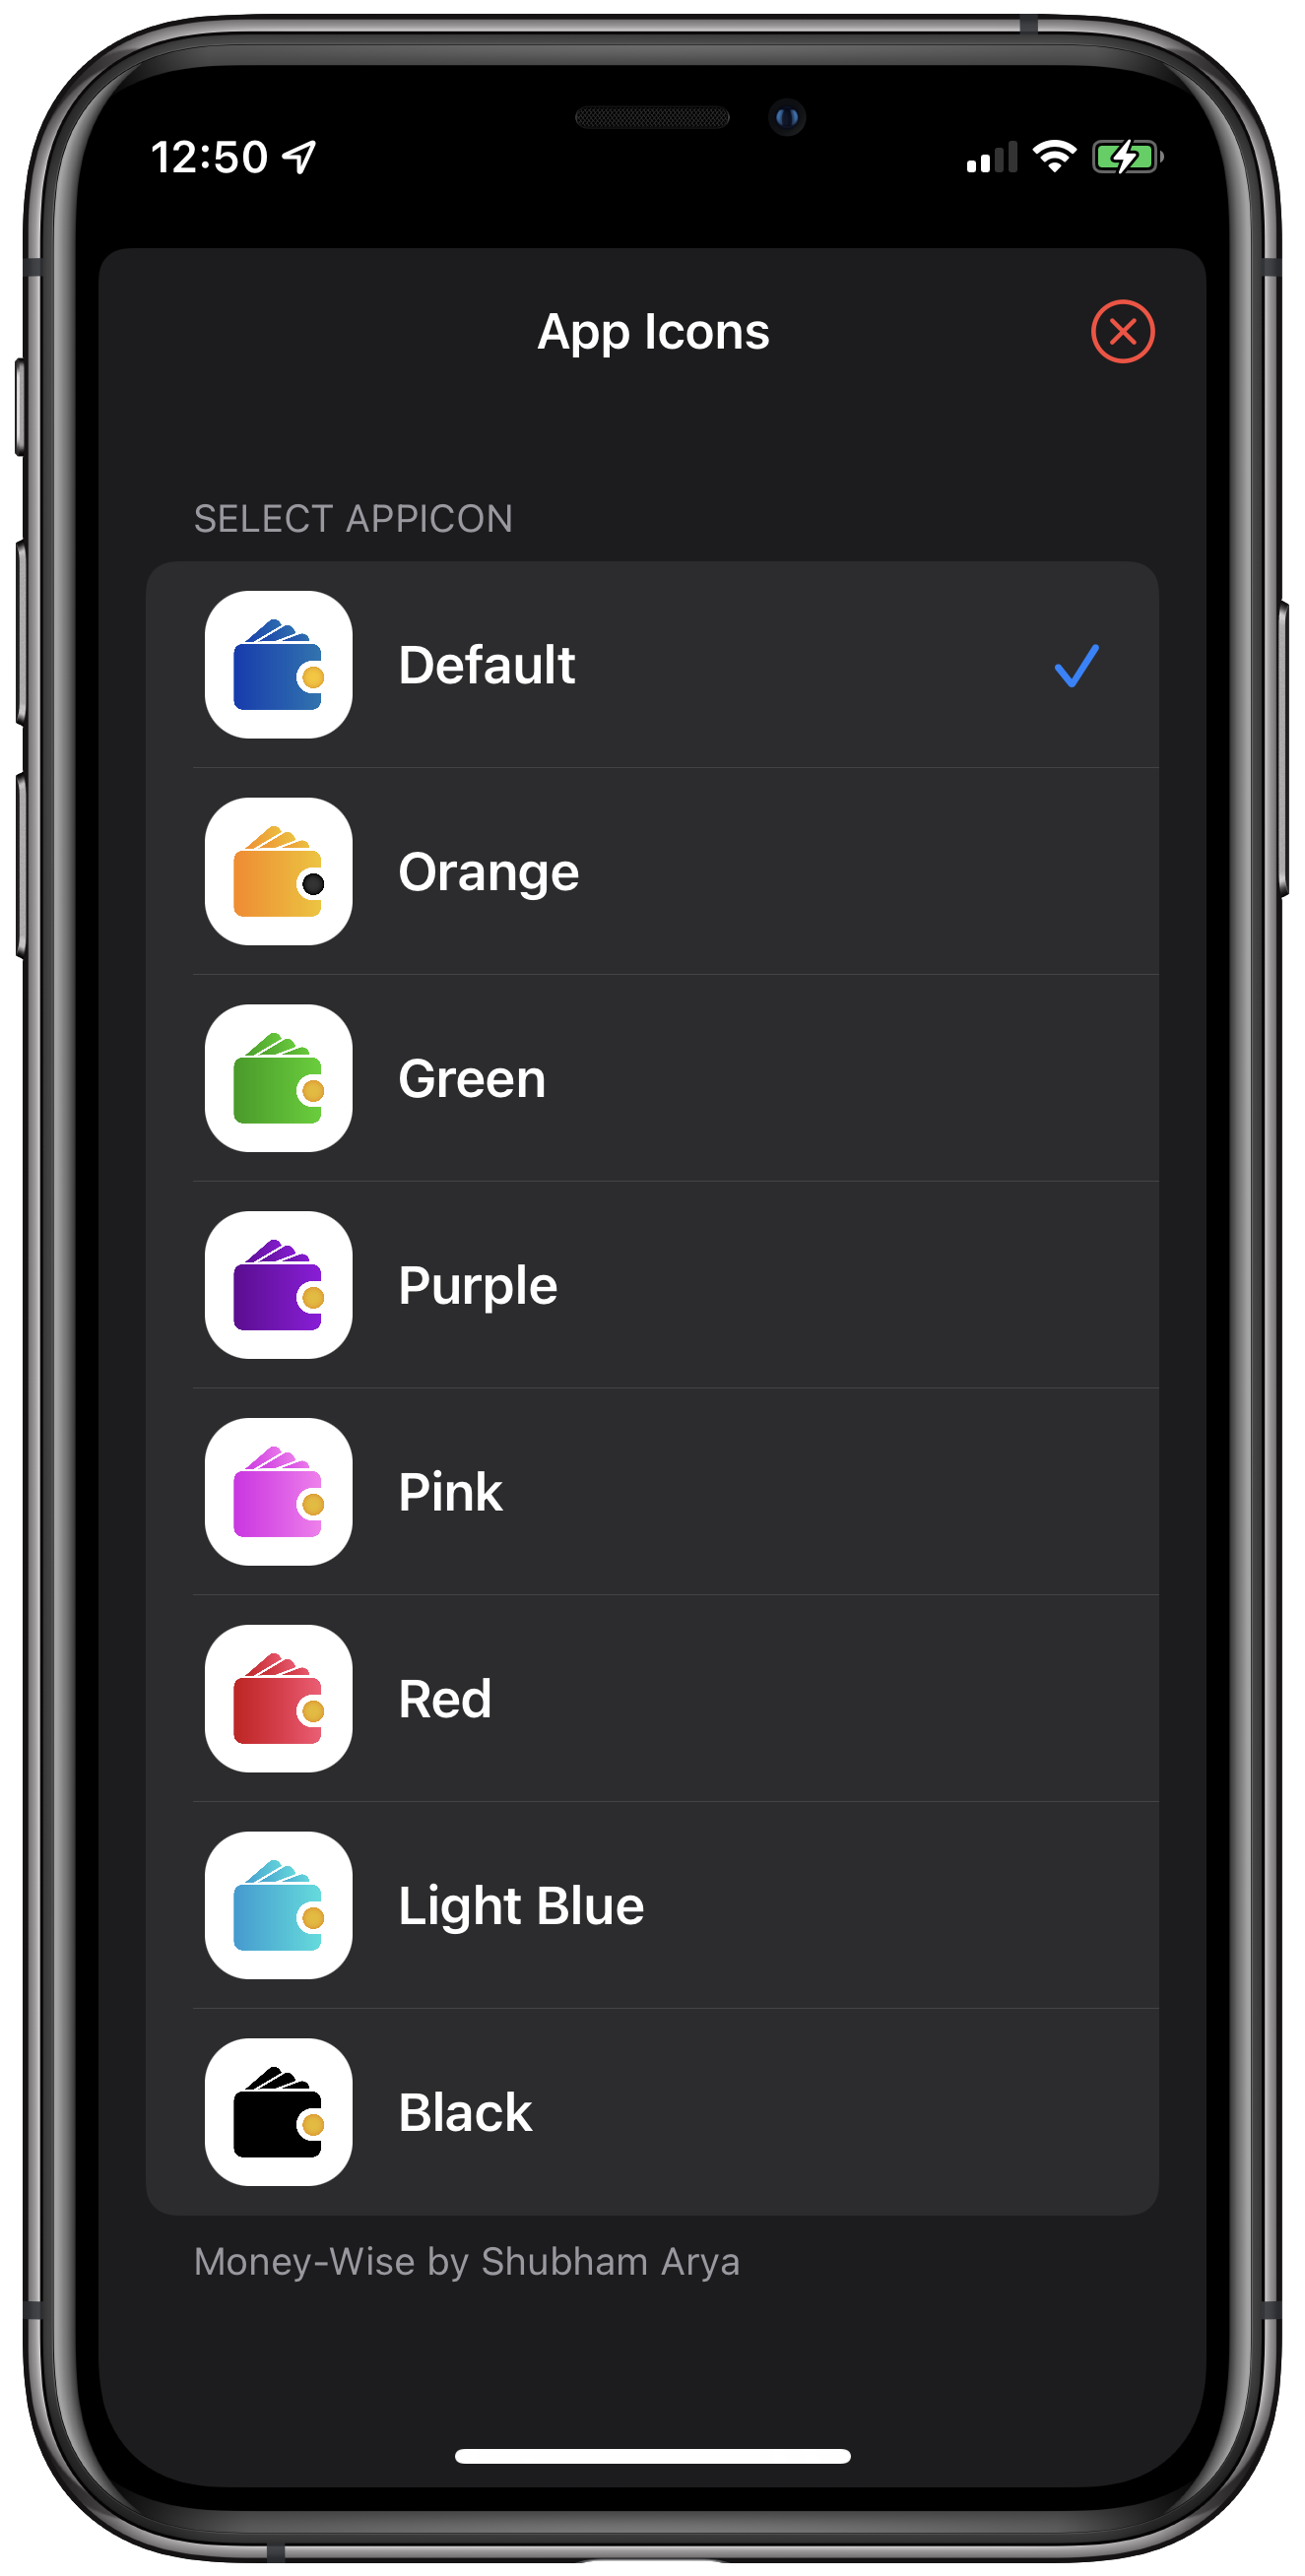 12:50
App Icons
SELECT APPICON
Default
Orange
Green
Purple
Pink
Red
Light Blue
Black
Money-Wise by Shubham Arya